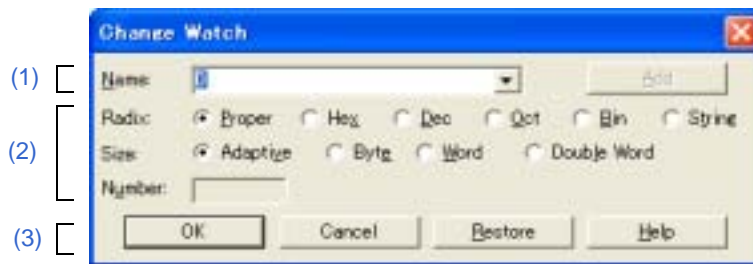 Change Watch
(1) Name: Add
(2) Radix: Proper Hex Dec Oct Bin String
Size: Adaptive Byte Word Double Word
Number:
(3) OK Cancel Restore Help